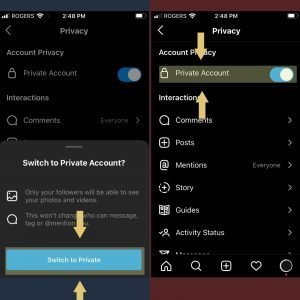 ROGERS
2:48 PM
Privacy
Account Privacy
Private Account
Interactions
Comments
Everyone
Switch to Private Account?
Only your followers will be able to see
your photos and videos.
This won't change who can message,
tag or @mention you.
Switch to Private
ROGERS
2:48 PM
Privacy
Account Privacy
Private Account
Interactions
Comments
Posts
Mentions
Everyone
Story
Guides
Activity Status